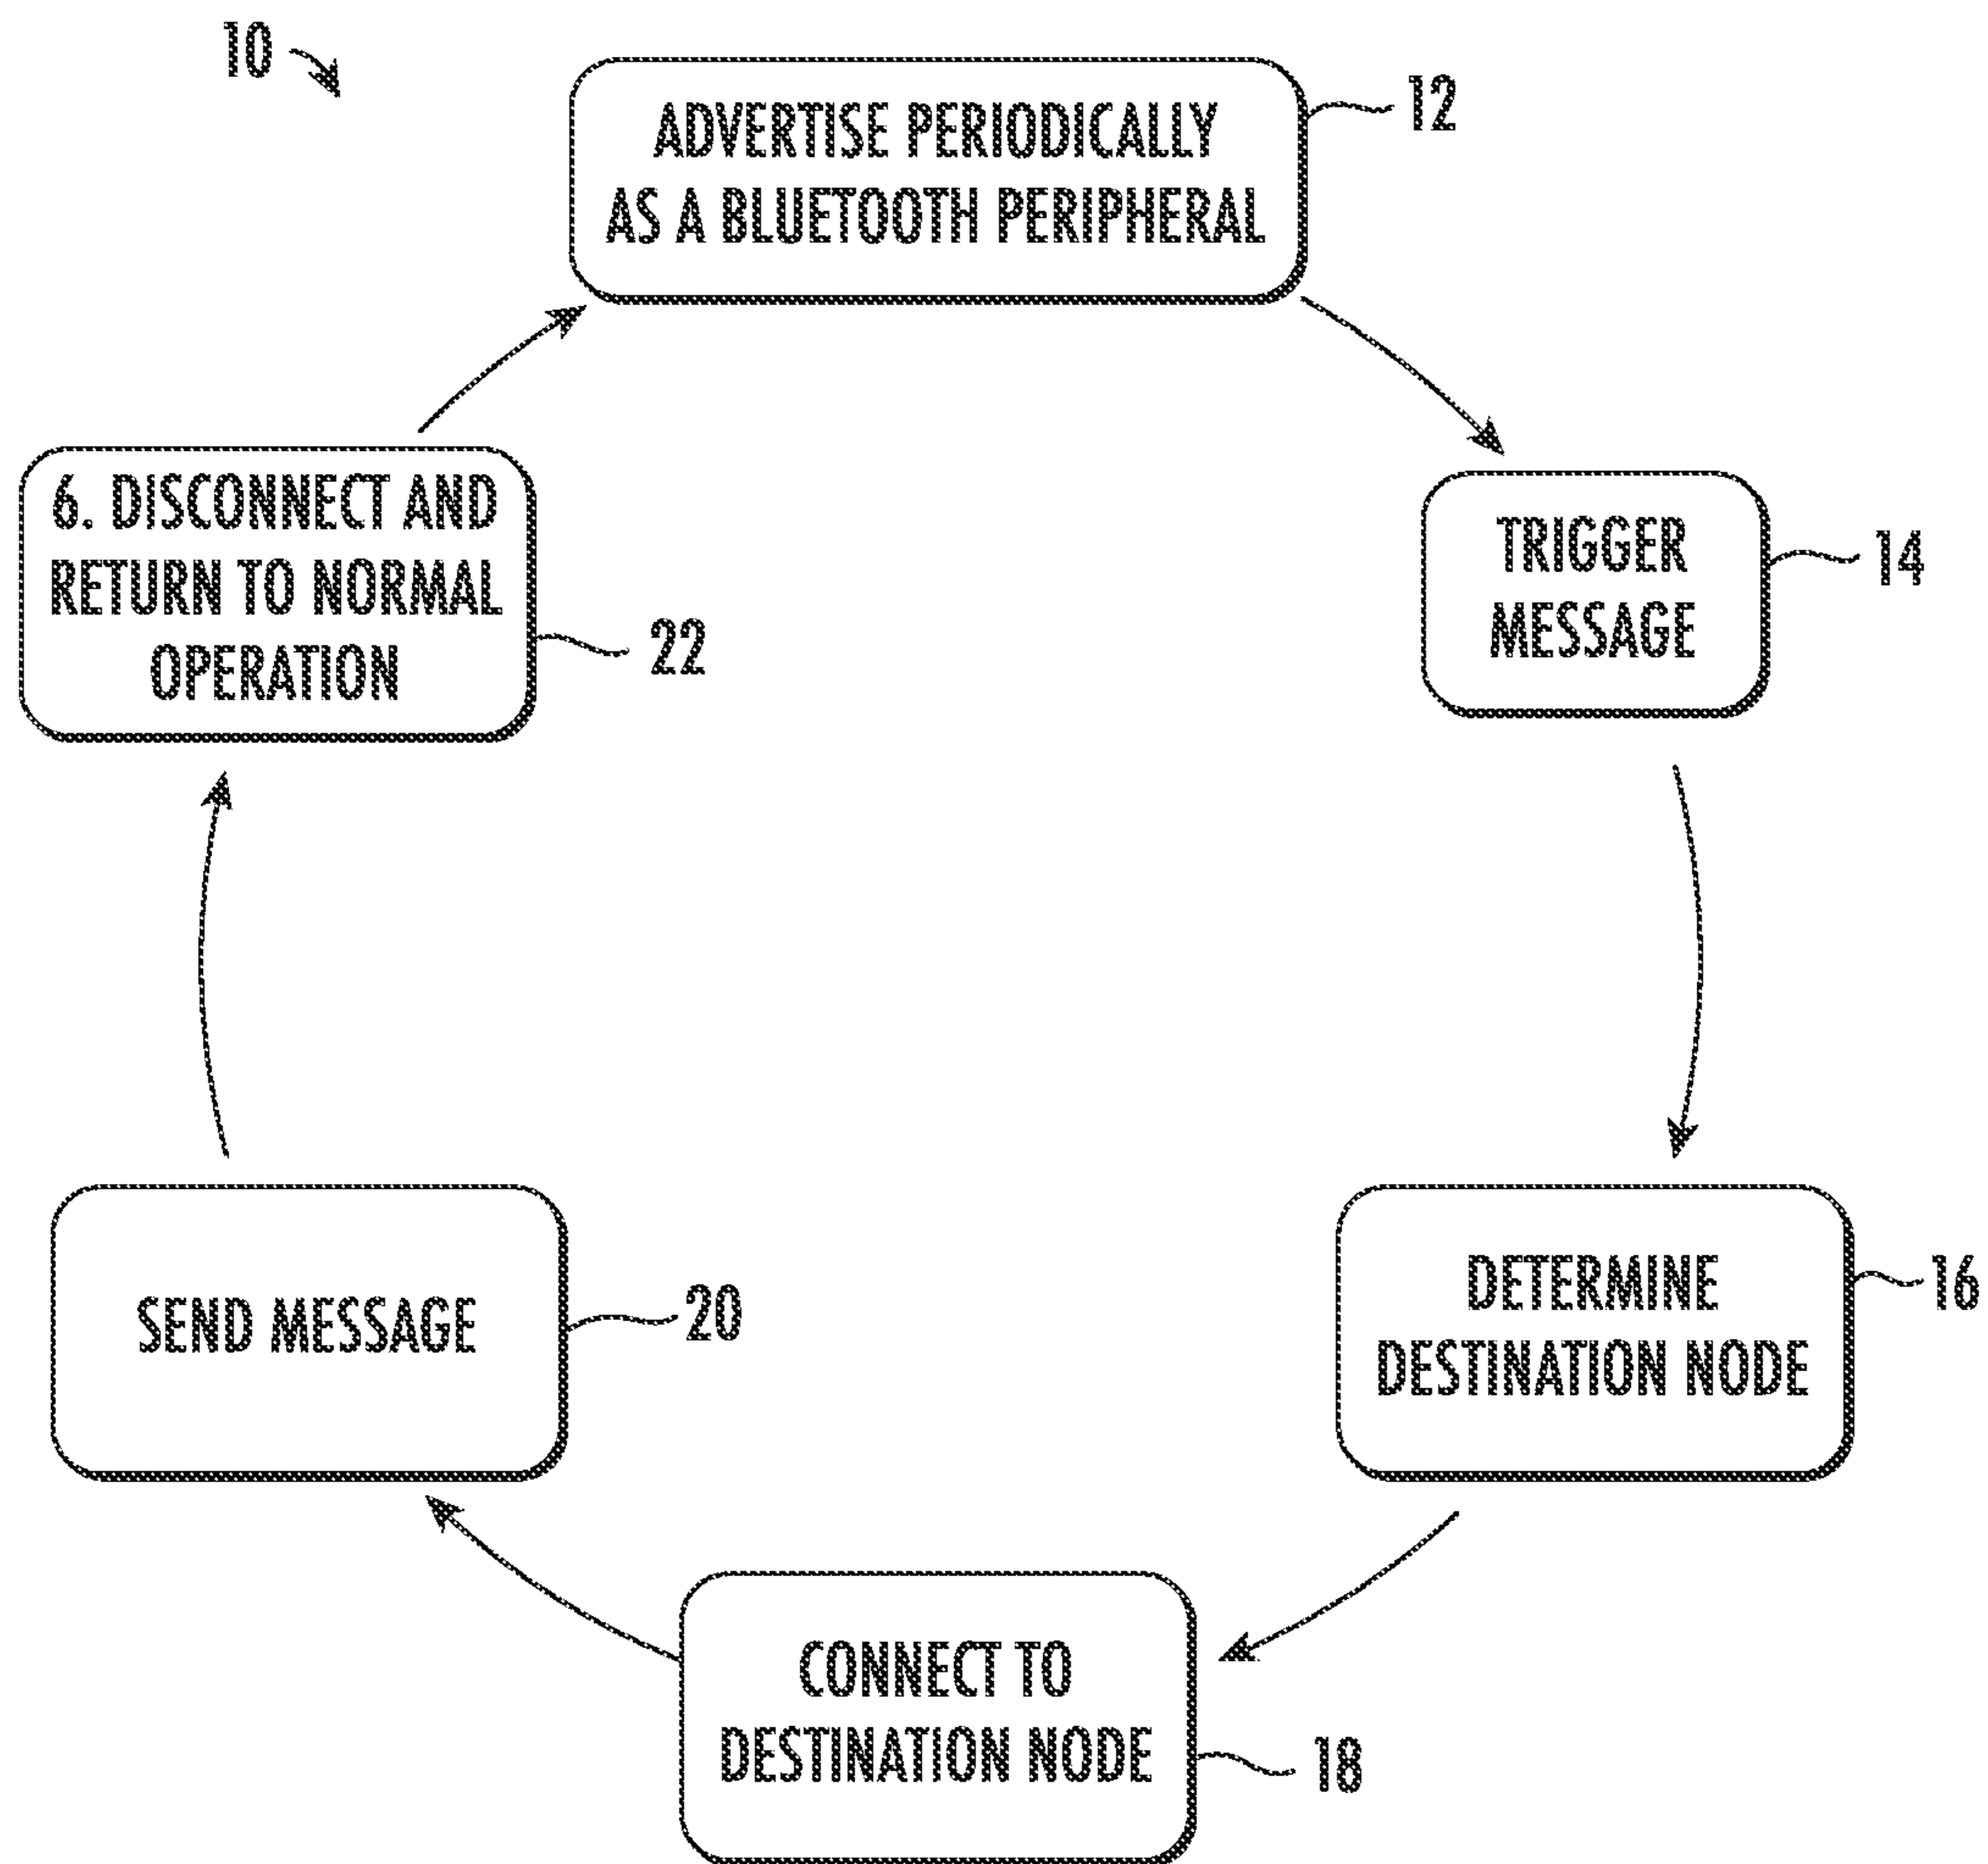 10
ADVERTISE PERIODICALLY
AS A BLUETOOTH PERIPHERAL
12
TRIGGER
MESSAGE
14
DETERMINE
DESTINATION NODE
16
CONNECT TO
DESTINATION NODE
18
SEND MESSAGE
20
6. DISCONNECT AND
RETURN TO NORMAL
OPERATION
22